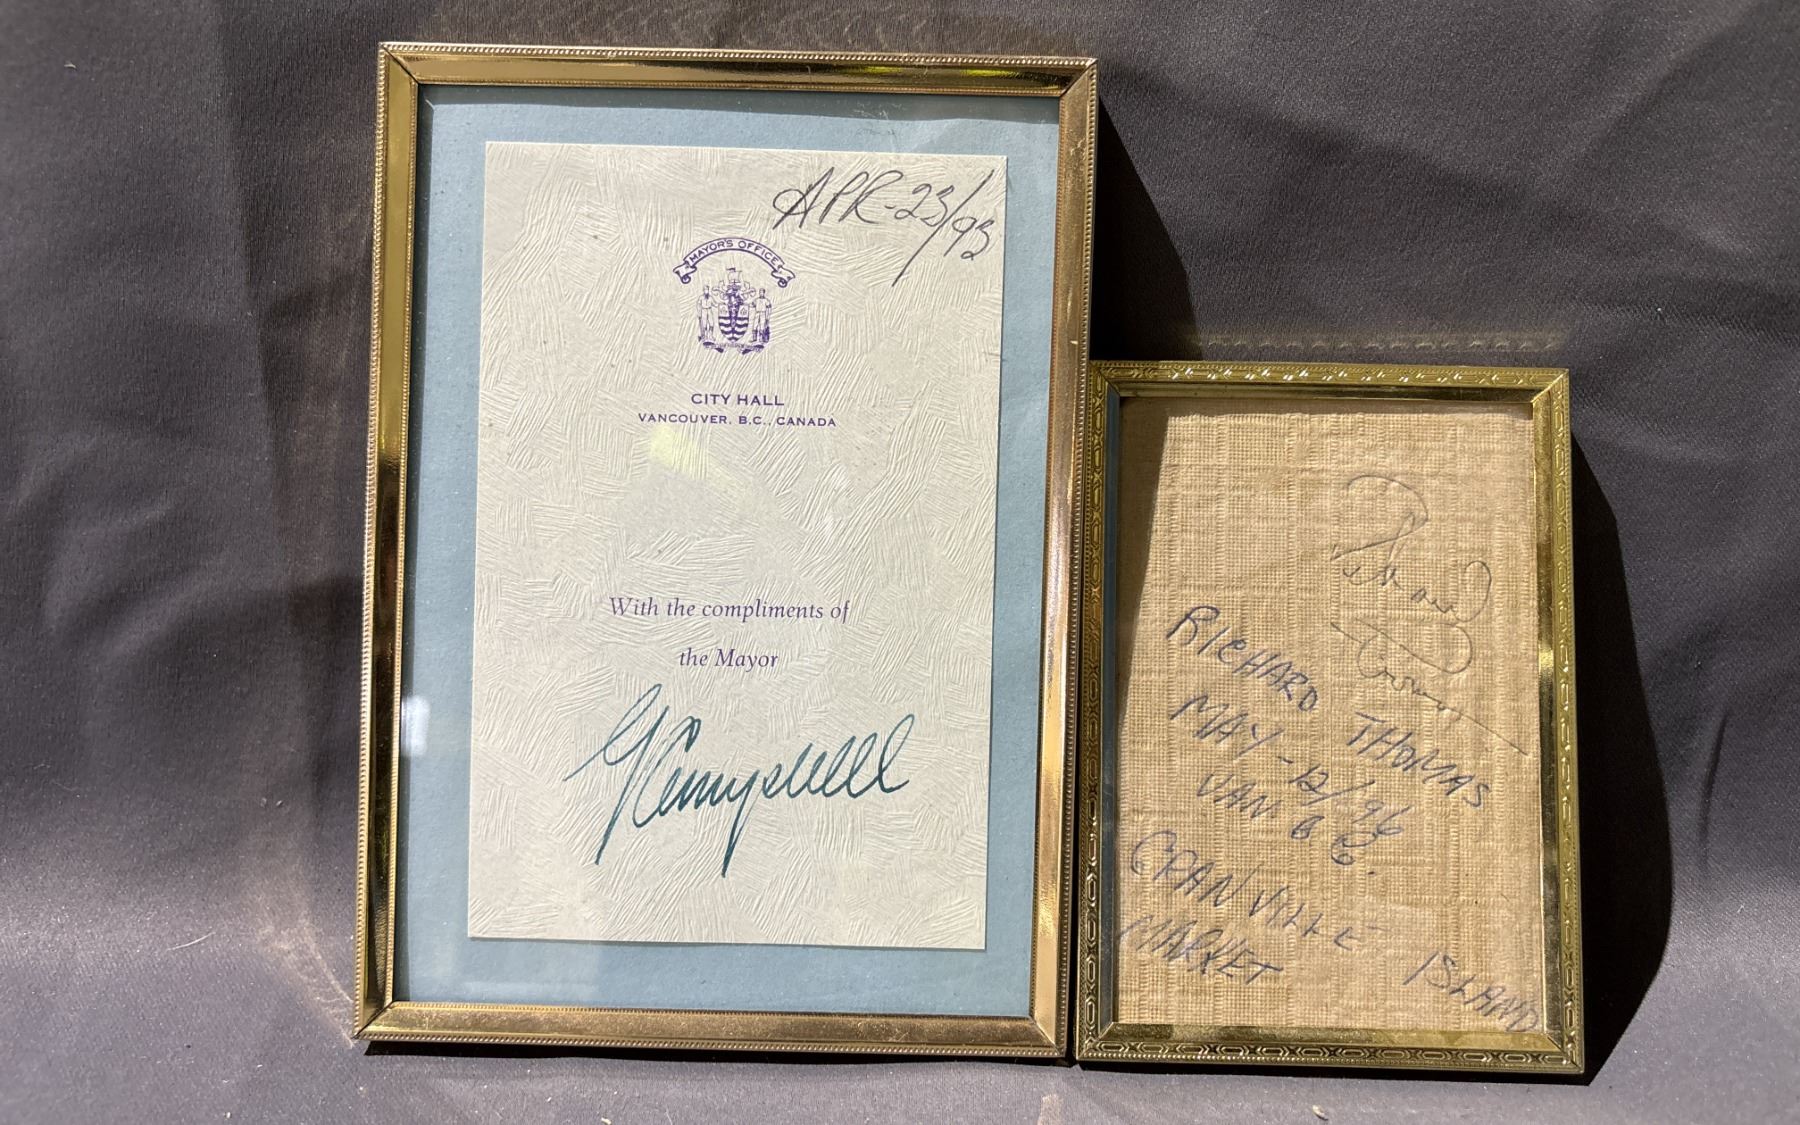 APR-23/93
MAYOR'S OFFICE
CITY HALL
VANCOUVER, B.C., CANADA
With the compliments of
the Mayor
Campbell
RICHARD THOMAS
MAY-12/96
VAN B C.
GRANVILLE ISLAND
MARKET